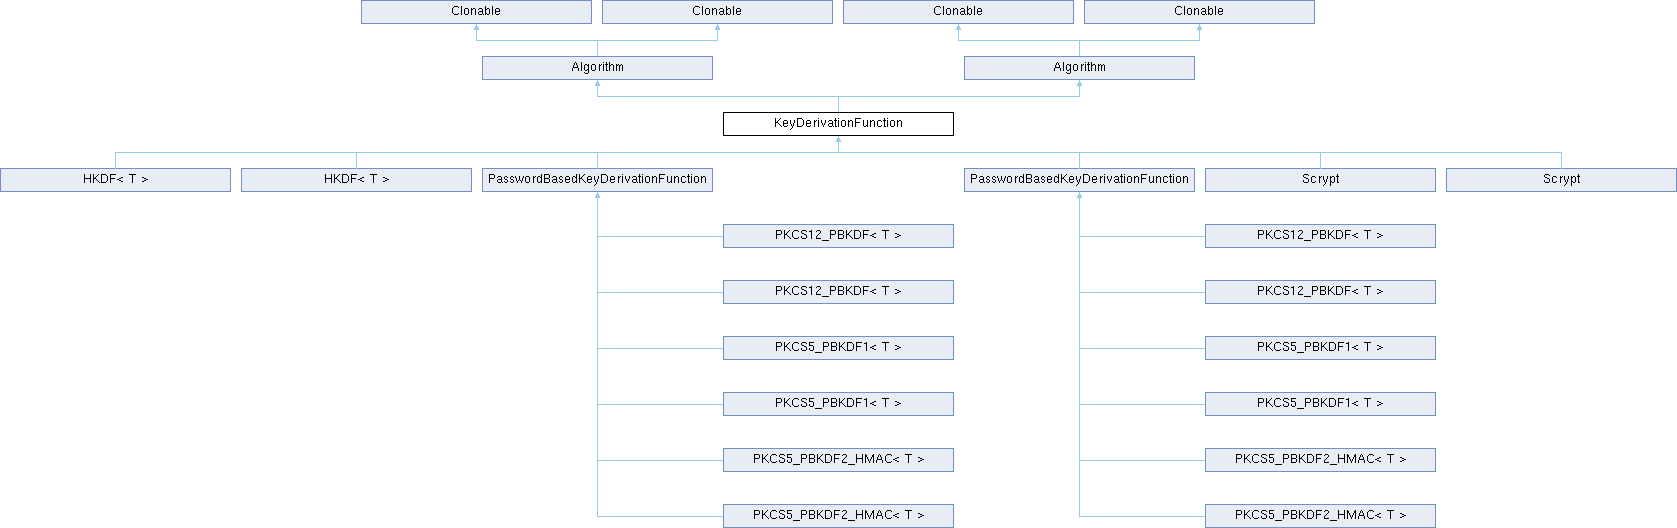 Clonable Clonable Clonable Clonable
Algorithm Algorithm
KeyDerivationFunction
HKDF< T > HKDF< T > PasswordBasedKeyDerivationFunction PasswordBasedKeyDerivationFunction Scrypt Scrypt
PKCS12_PBKDF< T > PKCS12_PBKDF< T >
PKCS12_PBKDF< T > PKCS12_PBKDF< T >
PKCS5_PBKDF1< T > PKCS5_PBKDF1< T >
PKCS5_PBKDF1< T > PKCS5_PBKDF1< T >
PKCS5_PBKDF2_HMAC< T > PKCS5_PBKDF2_HMAC< T >
PKCS5_PBKDF2_HMAC< T > PKCS5_PBKDF2_HMAC< T >